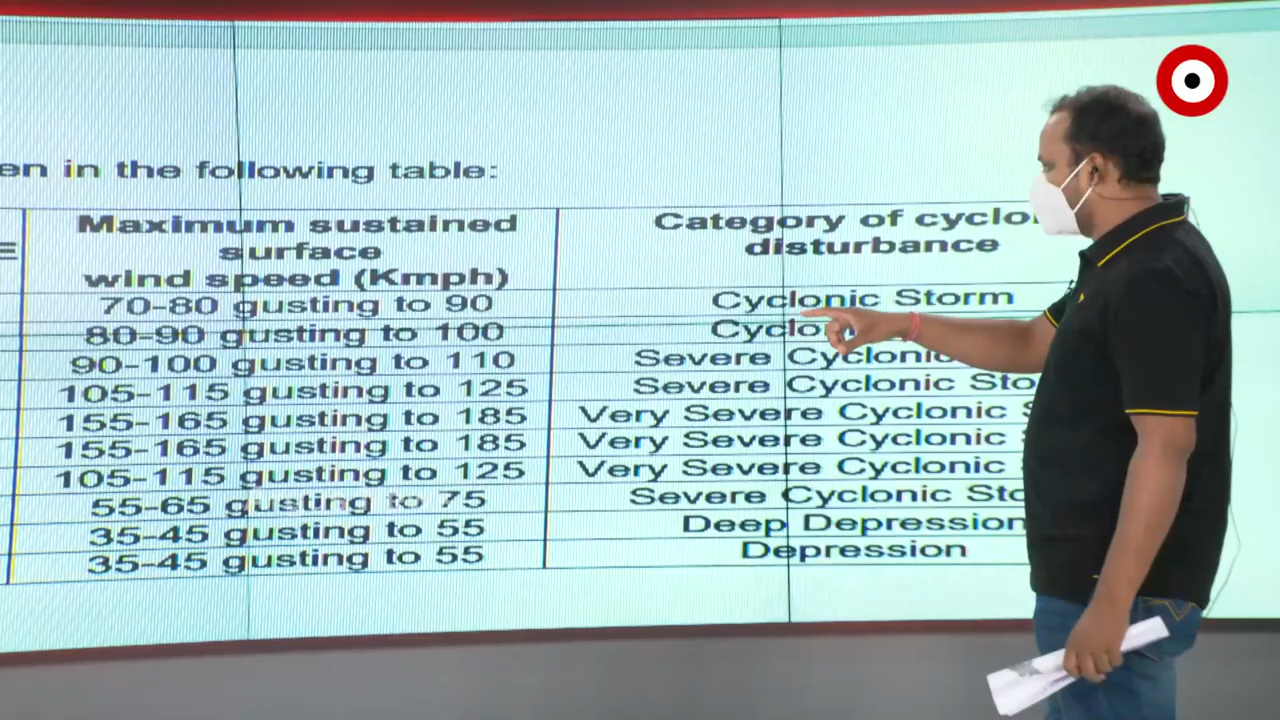 en in the following table:
Maximum sustained
surface
wind speed (Kmph)
Category of
disturbance
70-80 gusting to 90 Cyclonic Storm
80-90 gusting to 100
90-100 gusting to 110 Severe
105-115 gusting to 125 Severe Cyclonic
155-165 gusting to 185 Very Severe Cyclonic
155-165 gusting to 185 Very Severe Cyclonic
105-115 gusting to 125 Very Severe Cyclonic
55-65 gusting to 75 Severe Cyclonic
35-45 gusting to 55 Deep Depression
35-45 gusting to 55 Depression